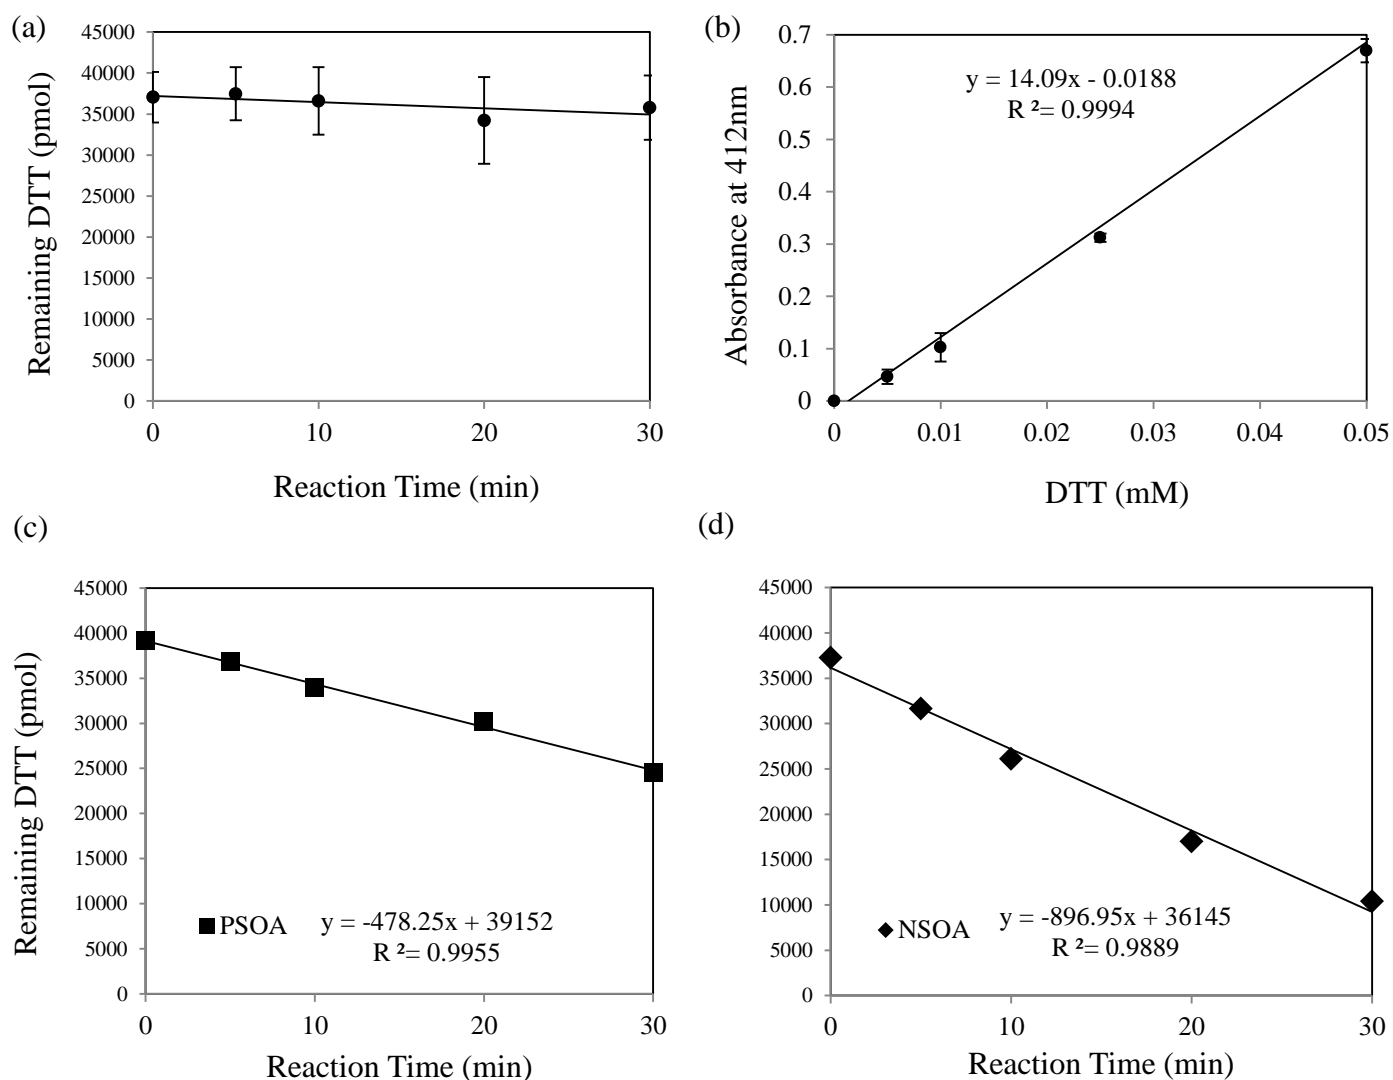 (a)
45000
40000
35000
30000
25000
20000
15000
10000
5000
0
0 10 20 30
Remaining DTT (pmol)
Reaction Time (min)
(b)
0.7
0.6
0.5
0.4
0.3
0.2
0.1
0
0 0.01 0.02 0.03 0.04 0.05
y = 14.09x - 0.0188
R ²= 0.9994
Absorbance at 412nm
DTT (mM)
(c)
45000
40000
35000
30000
25000
20000
15000
10000
5000
0
0 10 20 30
PSOA
y = -478.25x + 39152
R ²= 0.9955
Remaining DTT (pmol)
Reaction Time (min)
(d)
45000
40000
35000
30000
25000
20000
15000
10000
5000
0
0 10 20 30
NSOA
y = -896.95x + 36145
R ²= 0.9889
Reaction Time (min)